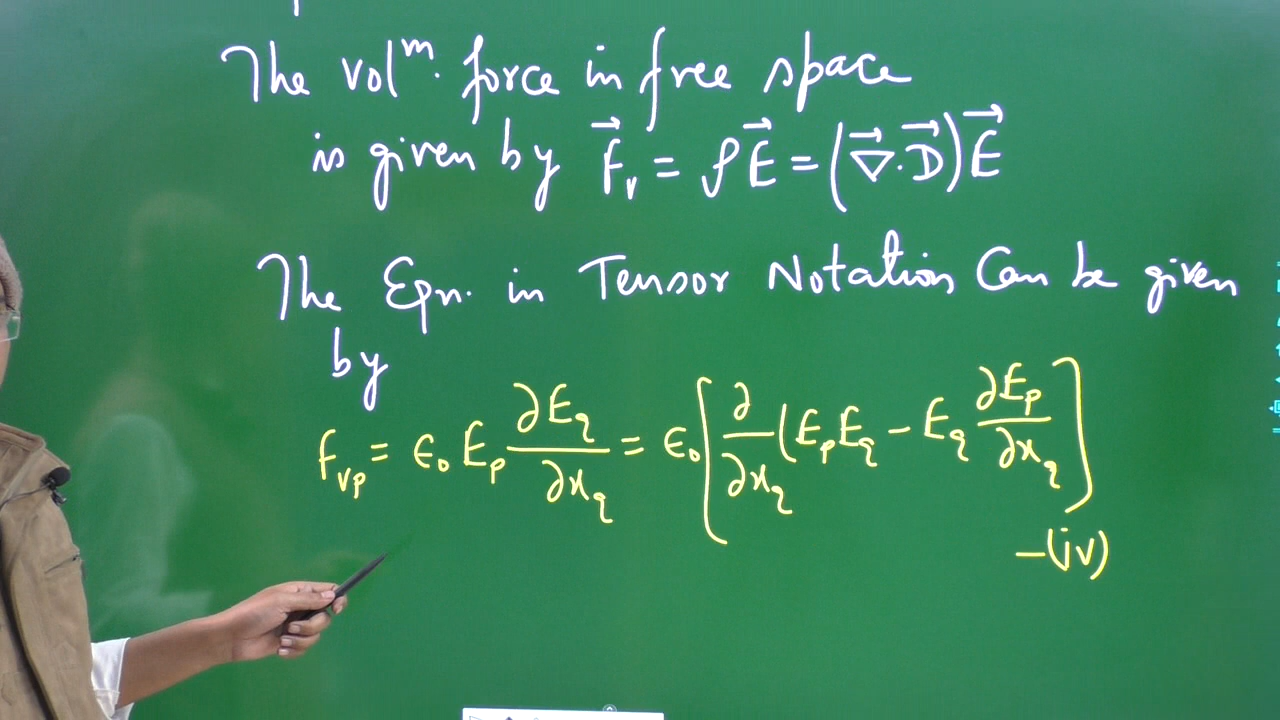 The volᵐ. force in free space
is given by F⃗ᵥ = ρE⃗ = (∇⃗.D⃗)E⃗
The Eqn. in Tensor Notation Can be given
by
F_vp = ε₀ E_p ∂E_q/∂x_q = ε₀[∂/∂x_q (E_p E_q − E_q ∂E_p/∂x_q]
−(iv)